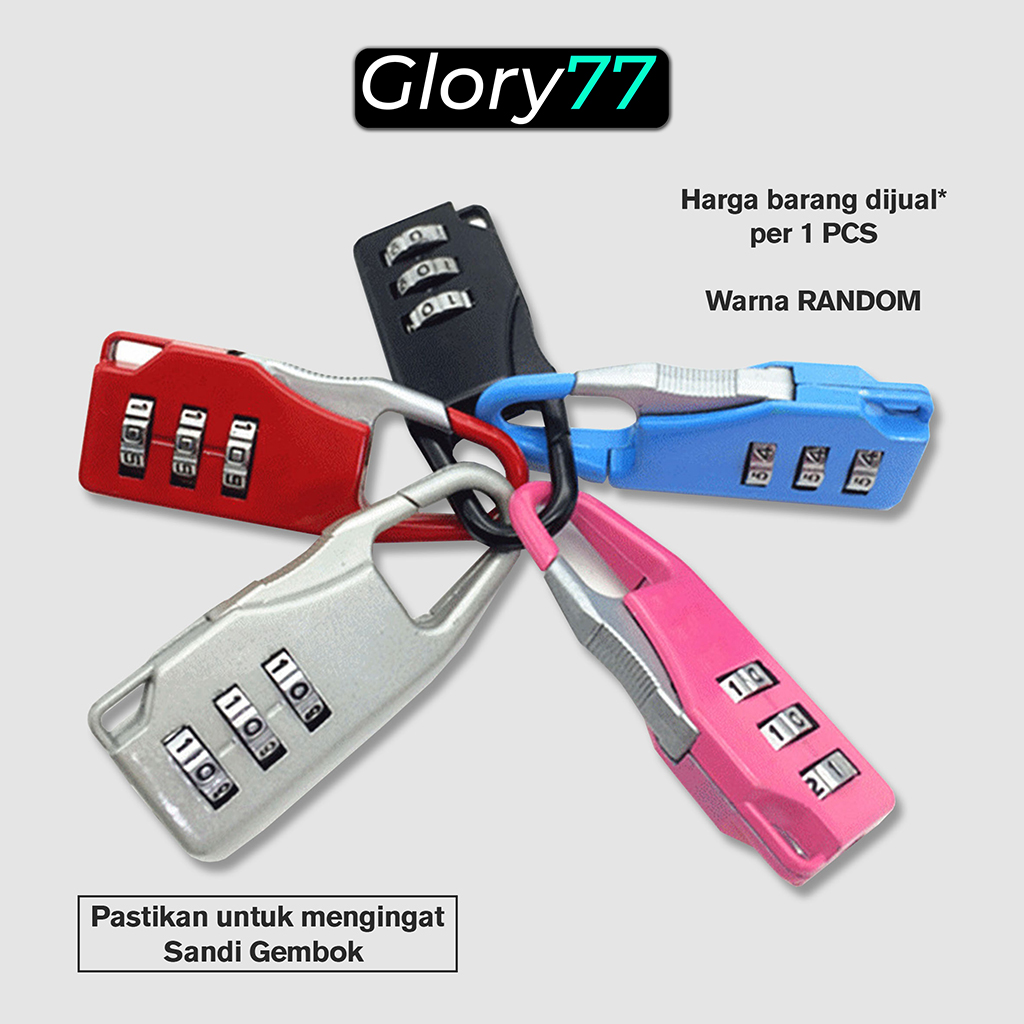 Glory77
Harga barang dijual*
per 1 PCS
Warna RANDOM
Pastikan untuk mengingat
Sandi Gembok